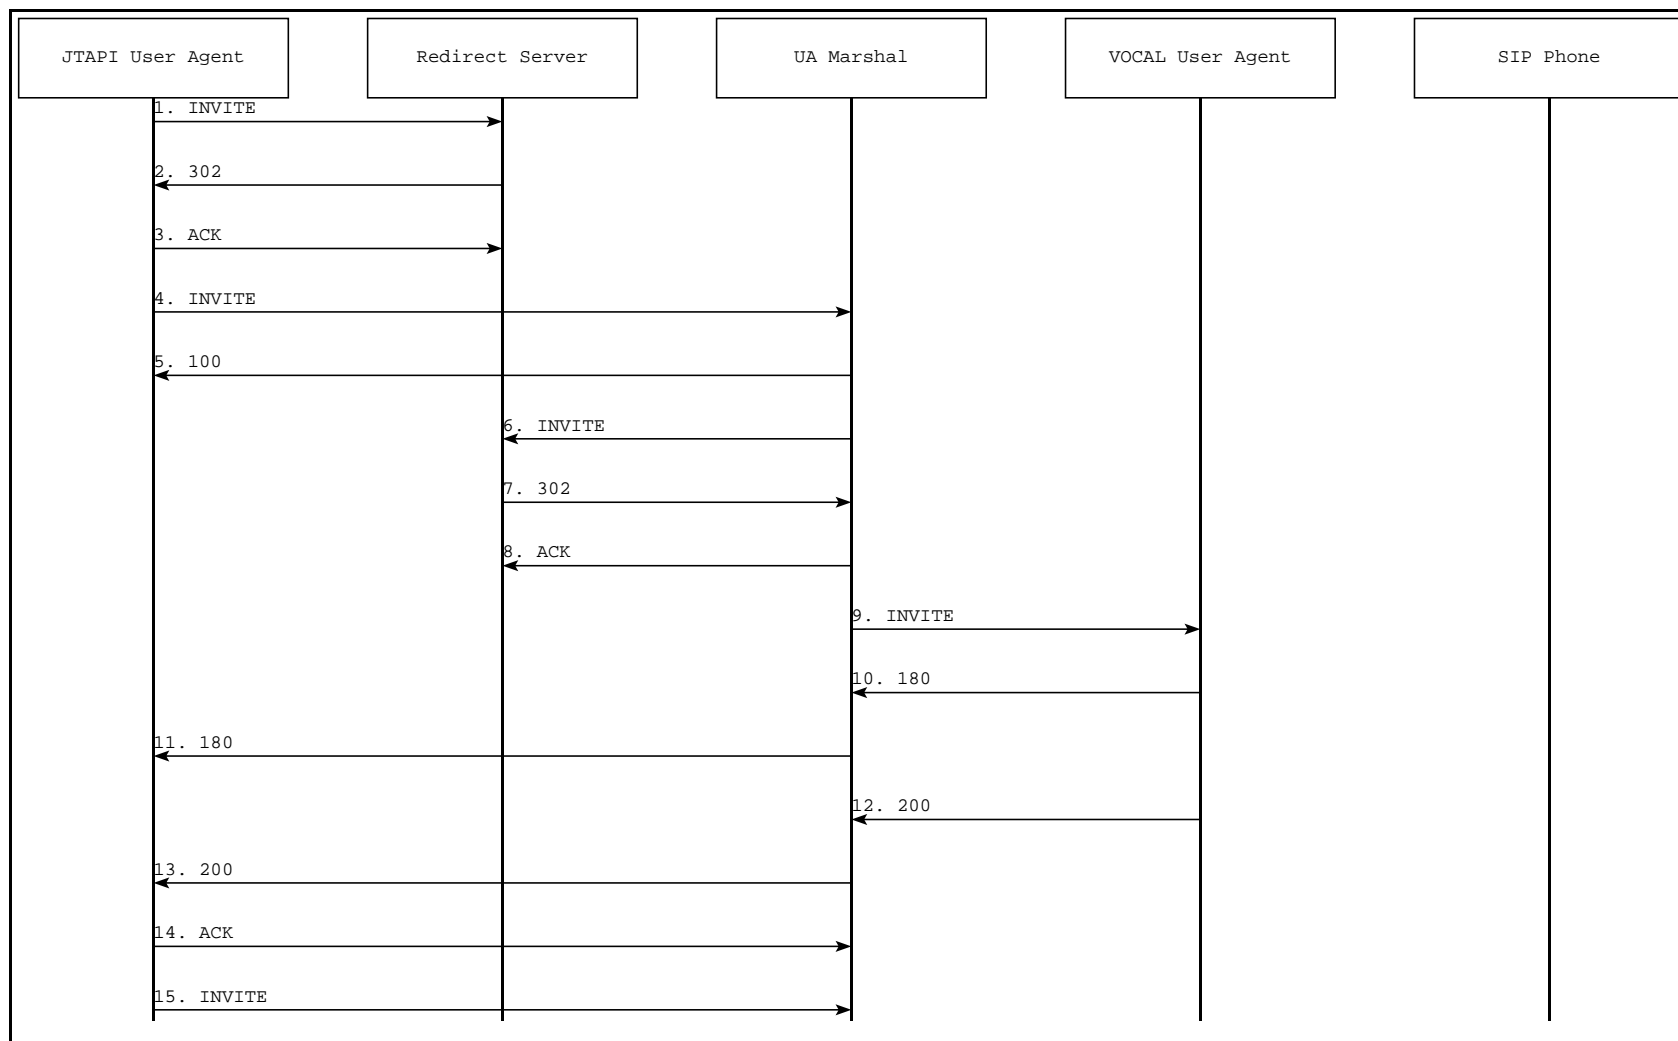 JTAPI User Agent
Redirect Server
UA Marshal
VOCAL User Agent
SIP Phone
1. INVITE
2. 302
3. ACK
4. INVITE
5. 100
6. INVITE
7. 302
8. ACK
9. INVITE
10. 180
11. 180
12. 200
13. 200
14. ACK
15. INVITE